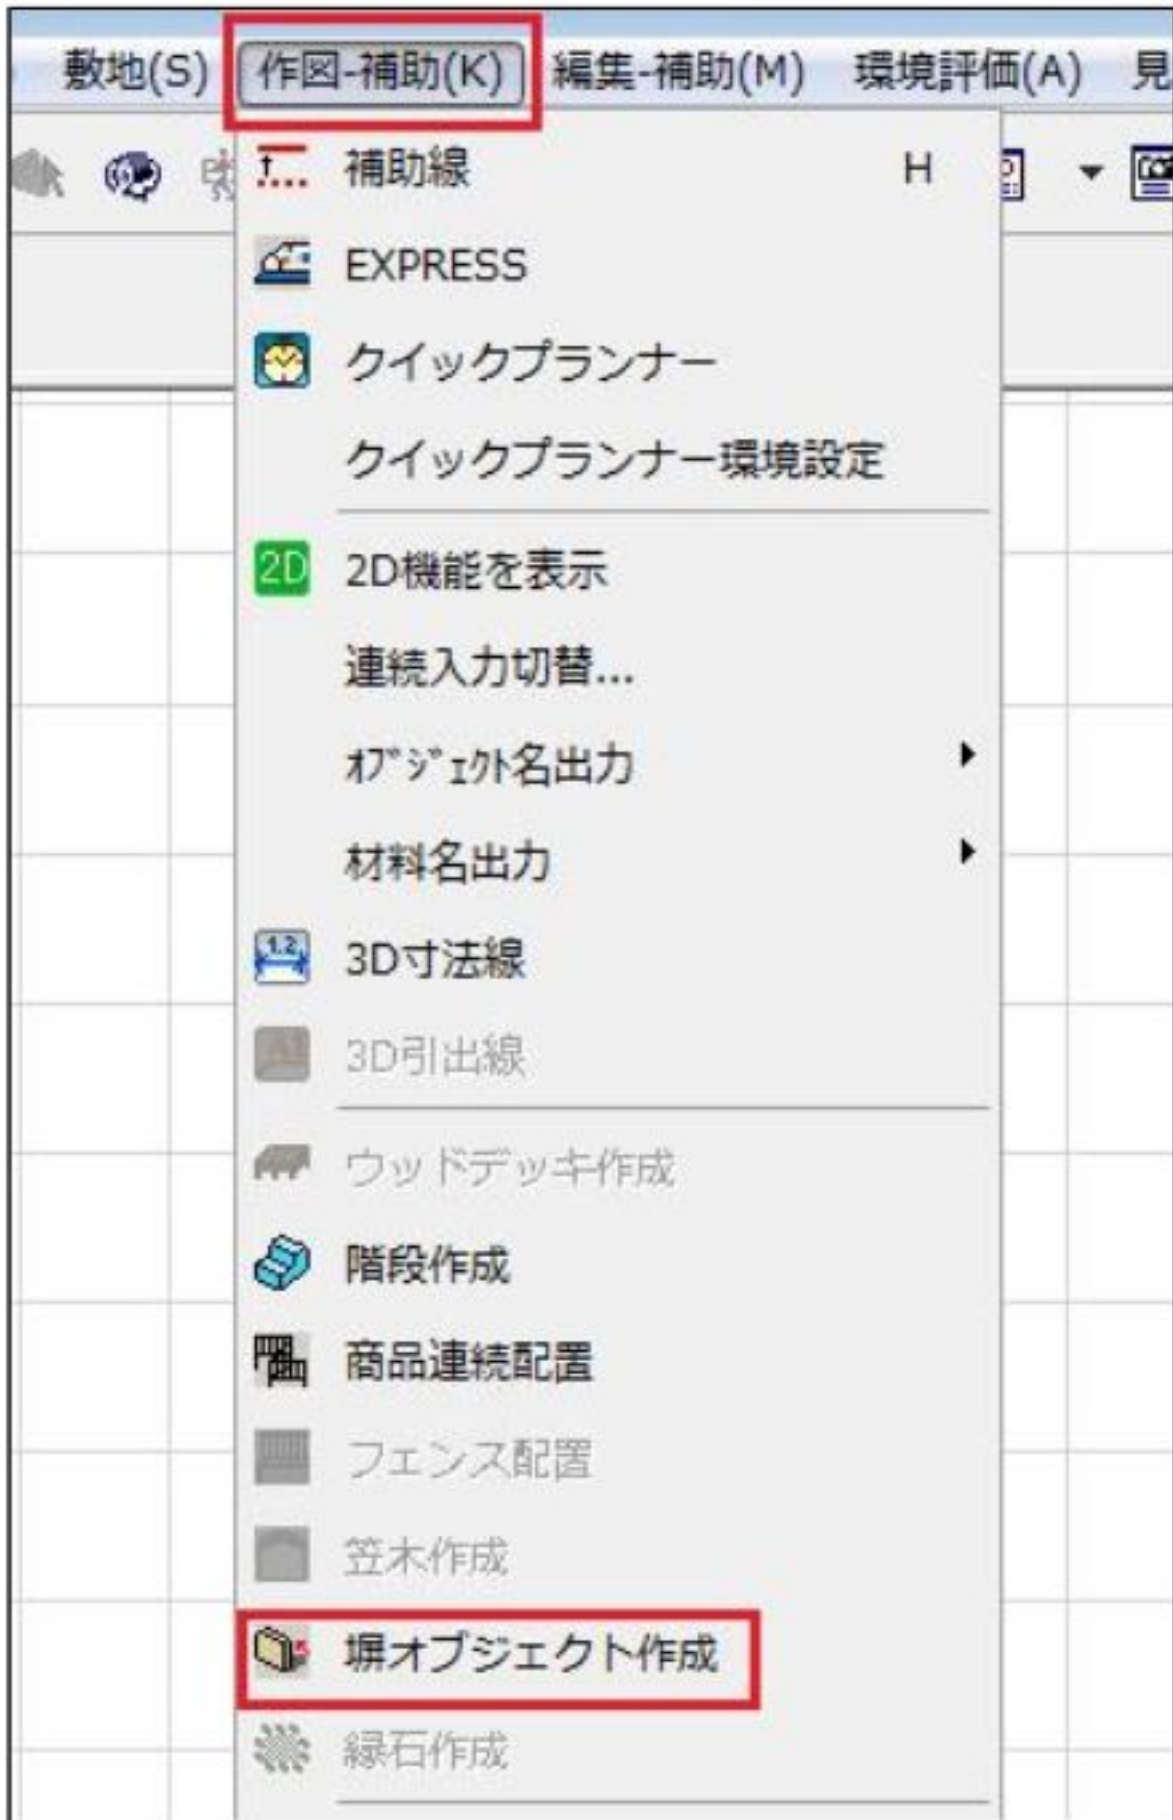 敷地(S) 作図-補助(K) 編集-補助(M) 環境評価(A) 見
補助線 H
EXPRESS
クイックプランナー
クイックプランナー環境設定
2D 2D機能を表示
連続入力切替...
ｵﾌﾞｼﾞｪｸﾄ名出力
材料名出力
1.2 3D寸法線
3D引出線
ウッドデッキ作成
階段作成
商品連続配置
フェンス配置
笠木作成
塀オブジェクト作成
縁石作成